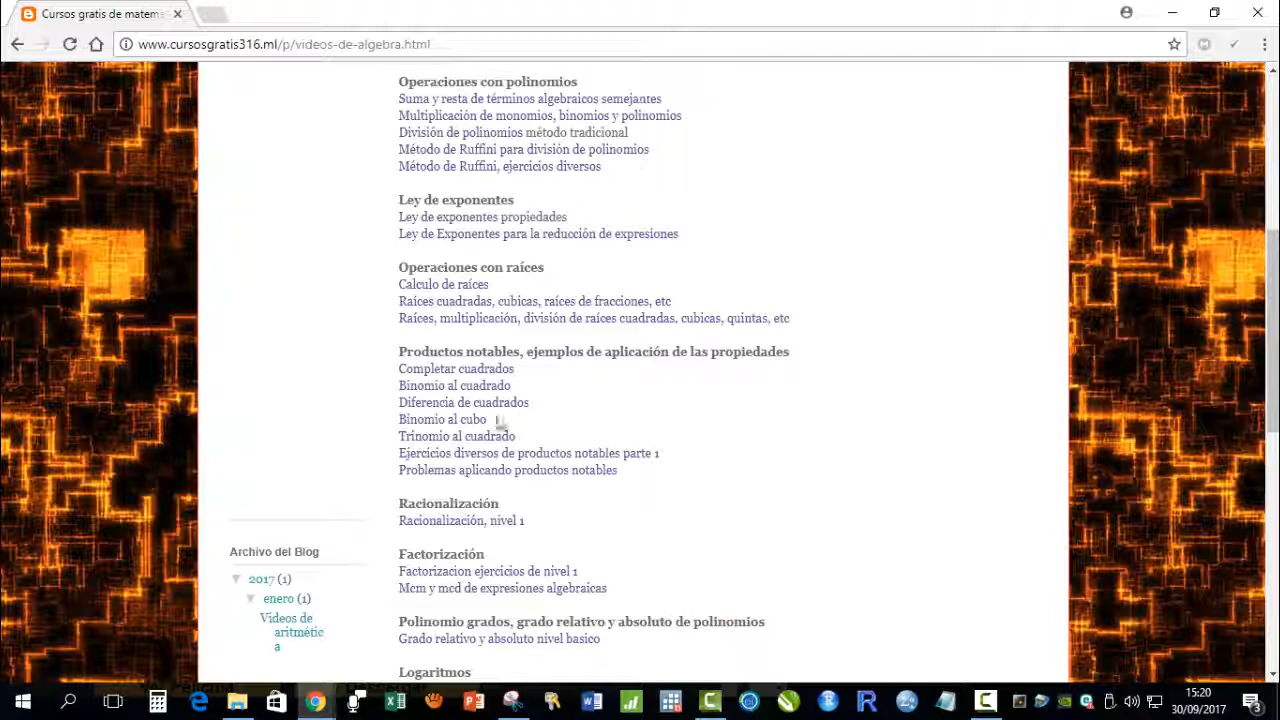 Cursos gratis de matem
www.cursosgratis316.ml/p/videos-de-algebra.html
Operaciones con polinomios
Suma y resta de términos algebraicos semejantes
Multiplicación de monomios, binomios y polinomios
División de polinomios método tradicional
Método de Ruffini para división de polinomios
Método de Ruffini, ejercicios diversos
Ley de exponentes
Ley de exponentes propiedades
Ley de Exponentes para la reducción de expresiones
Operaciones con raíces
Calculo de raíces
Raíces cuadradas, cubicas, raíces de fracciones, etc
Raíces, multiplicación, división de raíces cuadradas, cubicas, quintas, etc
Productos notables, ejemplos de aplicación de las propiedades
Completar cuadrados
Binomio al cuadrado
Diferencia de cuadrados
Binomio al cubo
Trinomio al cuadrado
Ejercicios diversos de productos notables parte 1
Problemas aplicando productos notables
Racionalización
Racionalización, nivel 1
Factorización
Factorizacion ejercicios de nivel 1
Mcm y mcd de expresiones algebraicas
Polinomio grados, grado relativo y absoluto de polinomios
Grado relativo y absoluto nivel basico
Logaritmos
Archivo del Blog
2017 (1)
enero (1)
Videos de
aritmétic
a
15:20
30/09/2017